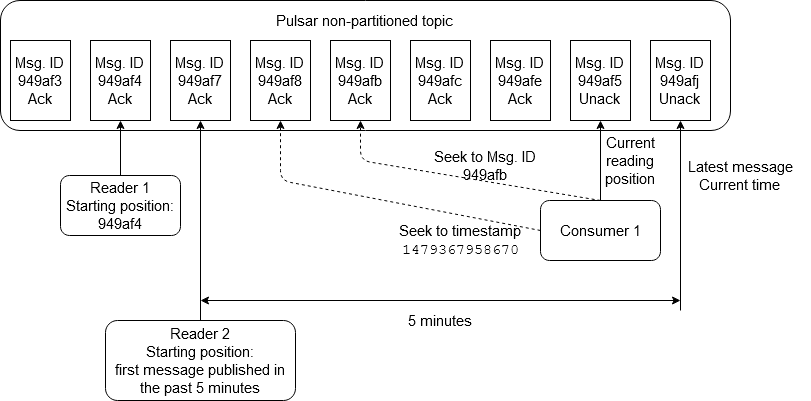 Pulsar non-partitioned topic
Msg. ID
949af3
Ack
Msg. ID
949af4
Ack
Msg. ID
949af7
Ack
Msg. ID
949af8
Ack
Msg. ID
949afb
Ack
Msg. ID
949afc
Ack
Msg. ID
949afe
Ack
Msg. ID
949af5
Unack
Msg. ID
949afj
Unack
Seek to Msg. ID
949afb
Current
reading
position
Latest message
Current time
Reader 1
Starting position:
949af4
Seek to timestamp
1479367958670
Consumer 1
5 minutes
Reader 2
Starting position:
first message published in
the past 5 minutes